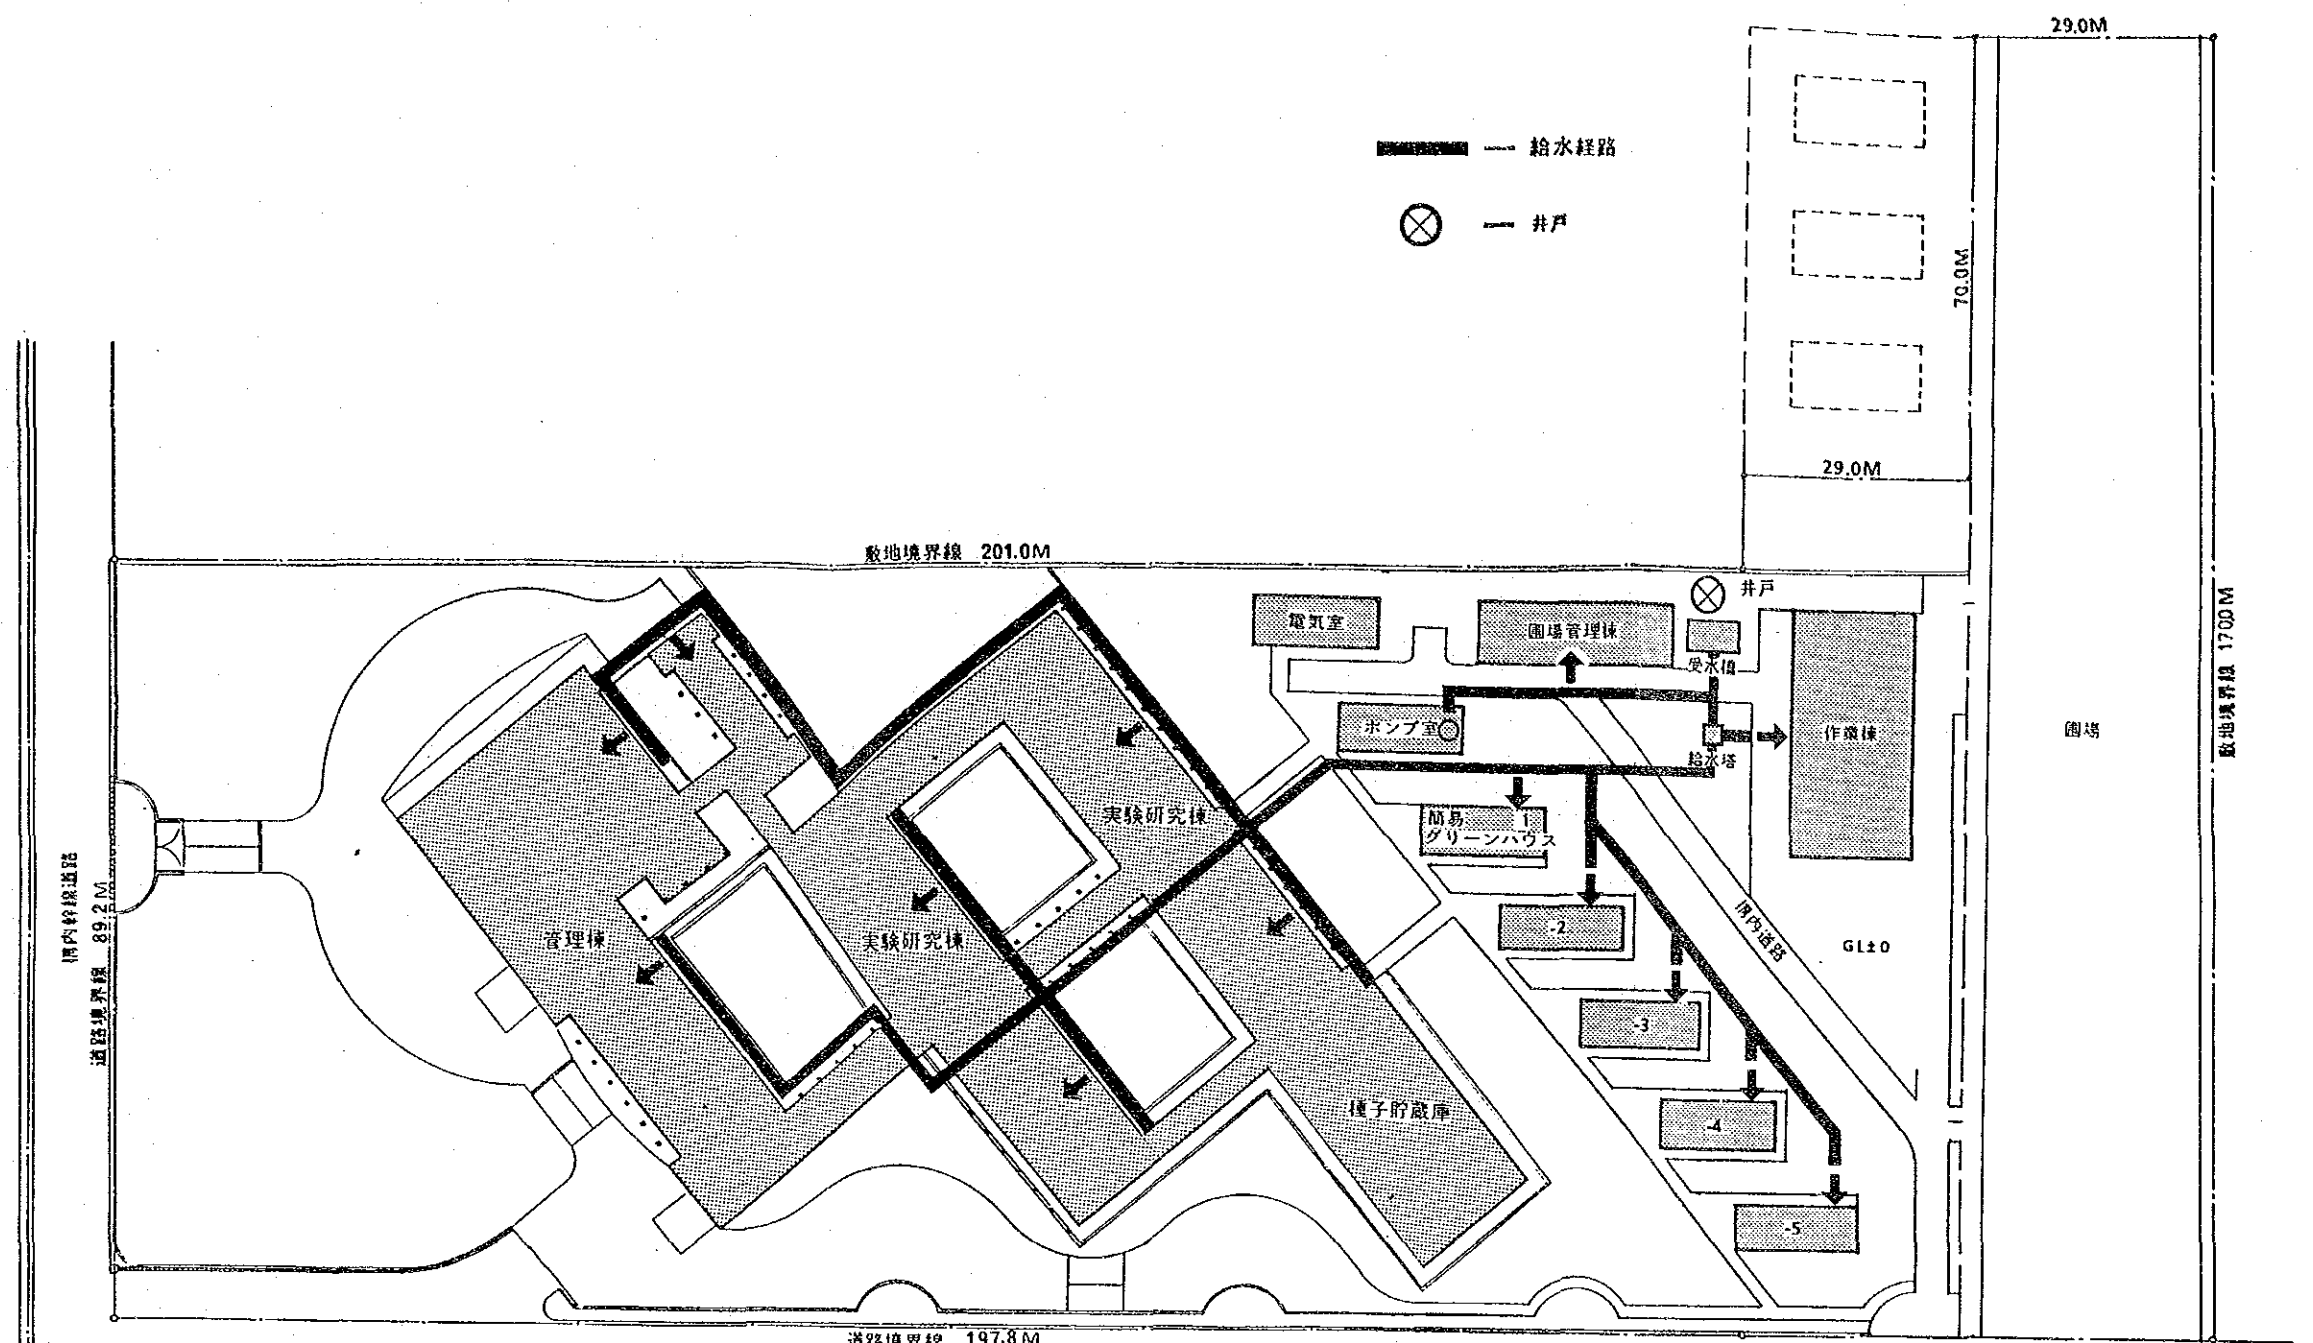 29.0M
給水経路
井戸
70.0M
29.0M
敷地境界線 201.0M
井戸
電気室
圃場管理棟
受水槽
ポンプ室
作業棟
圃場
敷地境界線 170.0M
給水塔
簡易 1
グリーンハウス
実験研究棟
構内幹線道路
道路境界線 89.2M
管理棟
実験研究棟
-2
構内道路
GL±0
-3
種子貯蔵庫
-4
-5
道路境界線 197.8M